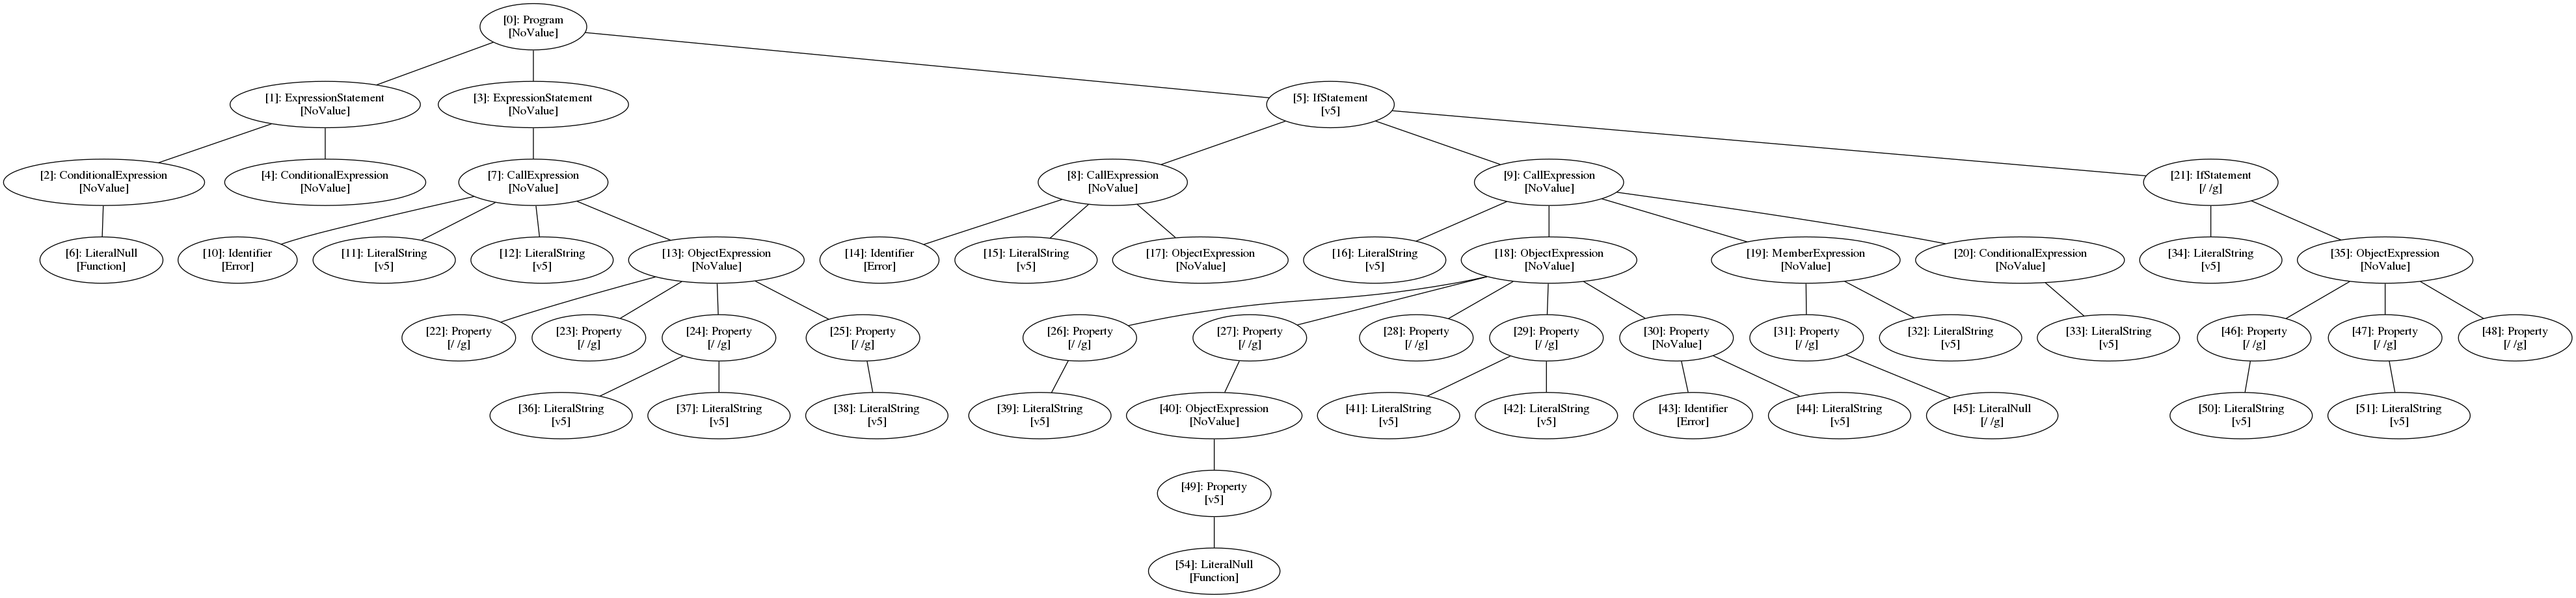 [0]: Program
[NoValue]
[1]: ExpressionStatement
[NoValue]
[3]: ExpressionStatement
[NoValue]
[5]: IfStatement
[v5]
[2]: ConditionalExpression
[NoValue]
[4]: ConditionalExpression
[NoValue]
[7]: CallExpression
[NoValue]
[8]: CallExpression
[NoValue]
[9]: CallExpression
[NoValue]
[21]: IfStatement
[/ /g]
[6]: LiteralNull
[Function]
[10]: Identifier
[Error]
[11]: LiteralString
[v5]
[12]: LiteralString
[v5]
[13]: ObjectExpression
[NoValue]
[14]: Identifier
[Error]
[15]: LiteralString
[v5]
[17]: ObjectExpression
[NoValue]
[16]: LiteralString
[v5]
[18]: ObjectExpression
[NoValue]
[19]: MemberExpression
[NoValue]
[20]: ConditionalExpression
[NoValue]
[34]: LiteralString
[v5]
[35]: ObjectExpression
[NoValue]
[22]: Property
[/ /g]
[23]: Property
[/ /g]
[24]: Property
[/ /g]
[25]: Property
[/ /g]
[26]: Property
[/ /g]
[27]: Property
[/ /g]
[28]: Property
[/ /g]
[29]: Property
[/ /g]
[30]: Property
[NoValue]
[31]: Property
[/ /g]
[32]: LiteralString
[v5]
[33]: LiteralString
[v5]
[46]: Property
[/ /g]
[47]: Property
[/ /g]
[48]: Property
[/ /g]
[36]: LiteralString
[v5]
[37]: LiteralString
[v5]
[38]: LiteralString
[v5]
[39]: LiteralString
[v5]
[40]: ObjectExpression
[NoValue]
[41]: LiteralString
[v5]
[42]: LiteralString
[v5]
[43]: Identifier
[Error]
[44]: LiteralString
[v5]
[45]: LiteralNull
[/ /g]
[50]: LiteralString
[v5]
[51]: LiteralString
[v5]
[49]: Property
[v5]
[54]: LiteralNull
[Function]